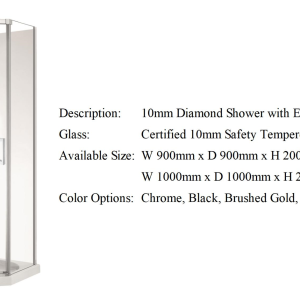 Description: 10mm Diamond Shower with E
Glass: Certified 10mm Safety Temper
Available Size: W 900mm x D 900mm x H 200
W 1000mm x D 1000mm x H 2
Color Options: Chrome, Black, Brushed Gold,